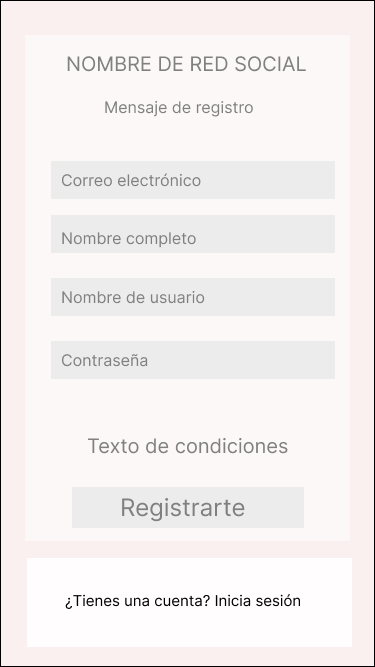 NOMBRE DE RED SOCIAL
Mensaje de registro
Correo electrónico
Nombre completo
Nombre de usuario
Contraseña
Texto de condiciones
Registrarte
¿Tienes una cuenta? Inicia sesión